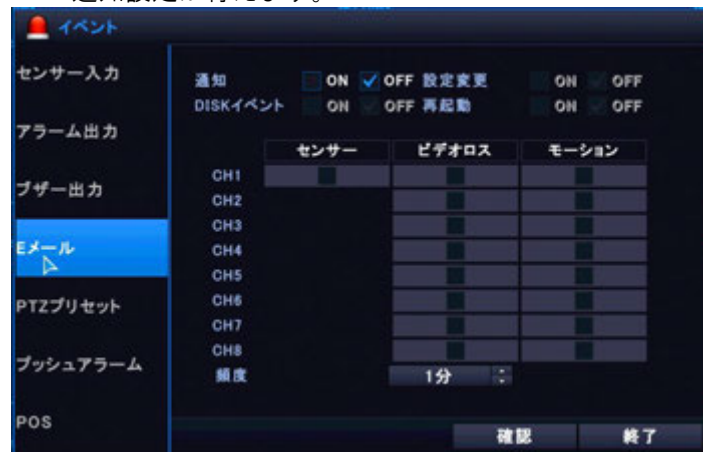 イベント
センサー入力
アラーム出力
ブザー出力
Eメール
PTZプリセット
プッシュアラーム
POS
通知 ON OFF 設定変更 ON OFF
DISKイベント ON OFF 再起動 ON OFF
センサー ビデオロス モーション
CH1
CH2
CH3
CH4
CH5
CH6
CH7
CH8
頻度 1分
確認 終了